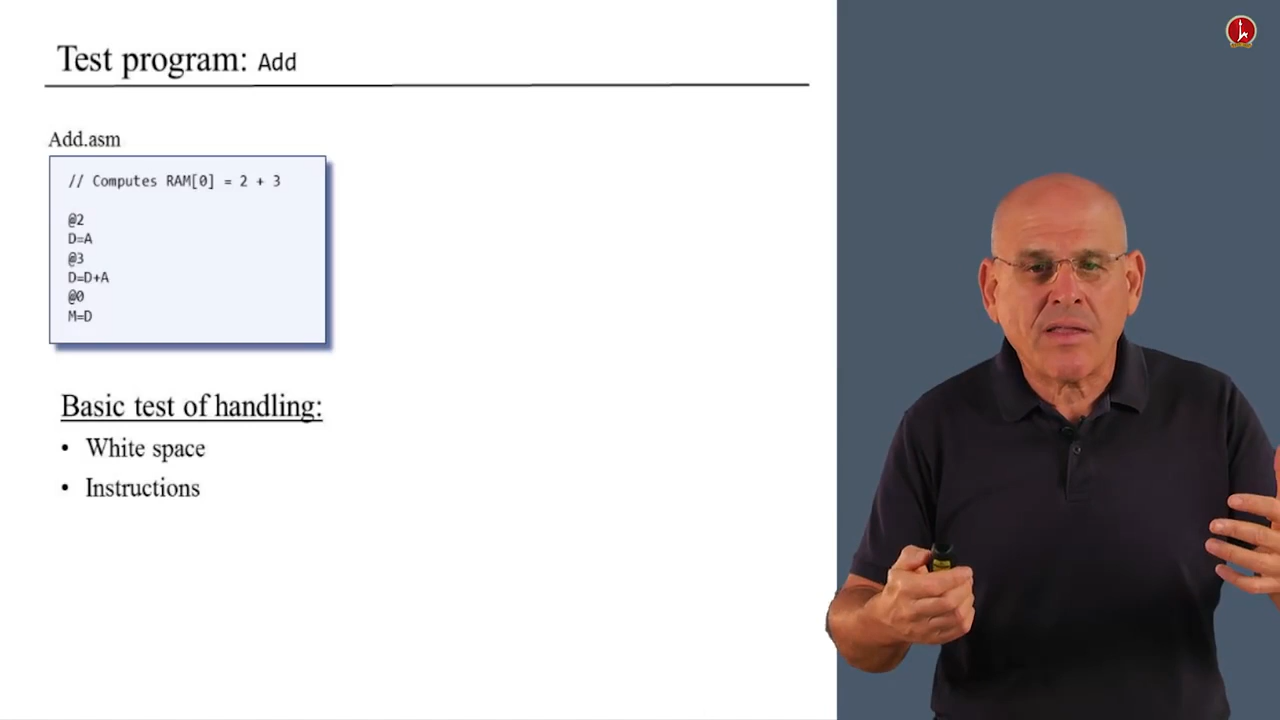 Test program: Add
Add.asm
// Computes RAM[0] = 2 + 3
@2
D=A
@3
D=D+A
@0
M=D
Basic test of handling:
• White space
• Instructions